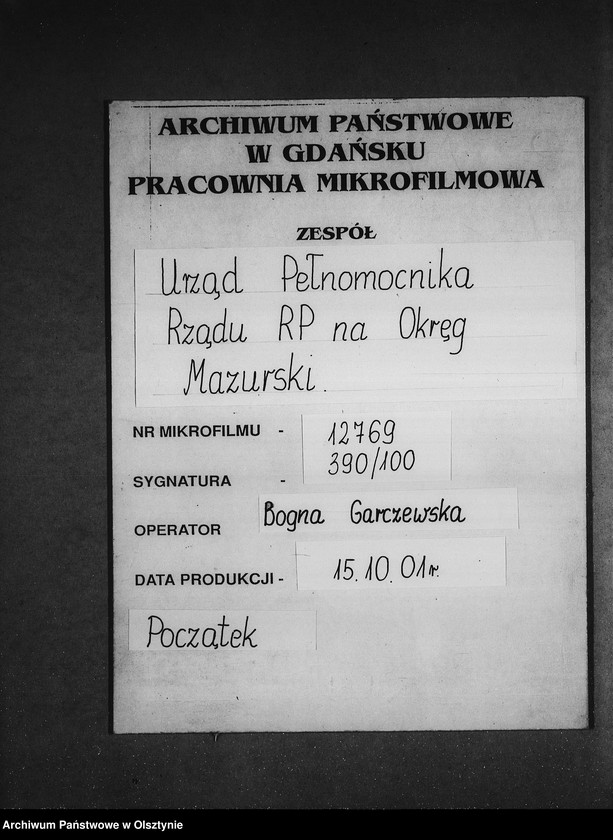 ARCHIWUM PAŃSTWOWE
W GDAŃSKU
PRACOWNIA MIKROFILMOWA
ZESPÓŁ
Urząd Pełnomocnika
Rządu RP na Okręg
Mazurski.
NR MIKROFILMU - 12769
SYGNATURA - 390/100
OPERATOR Bogna Garczewska
DATA PRODUKCJI - 15.10.01r.
Początek
Archiwum Państwowe w Olsztynie